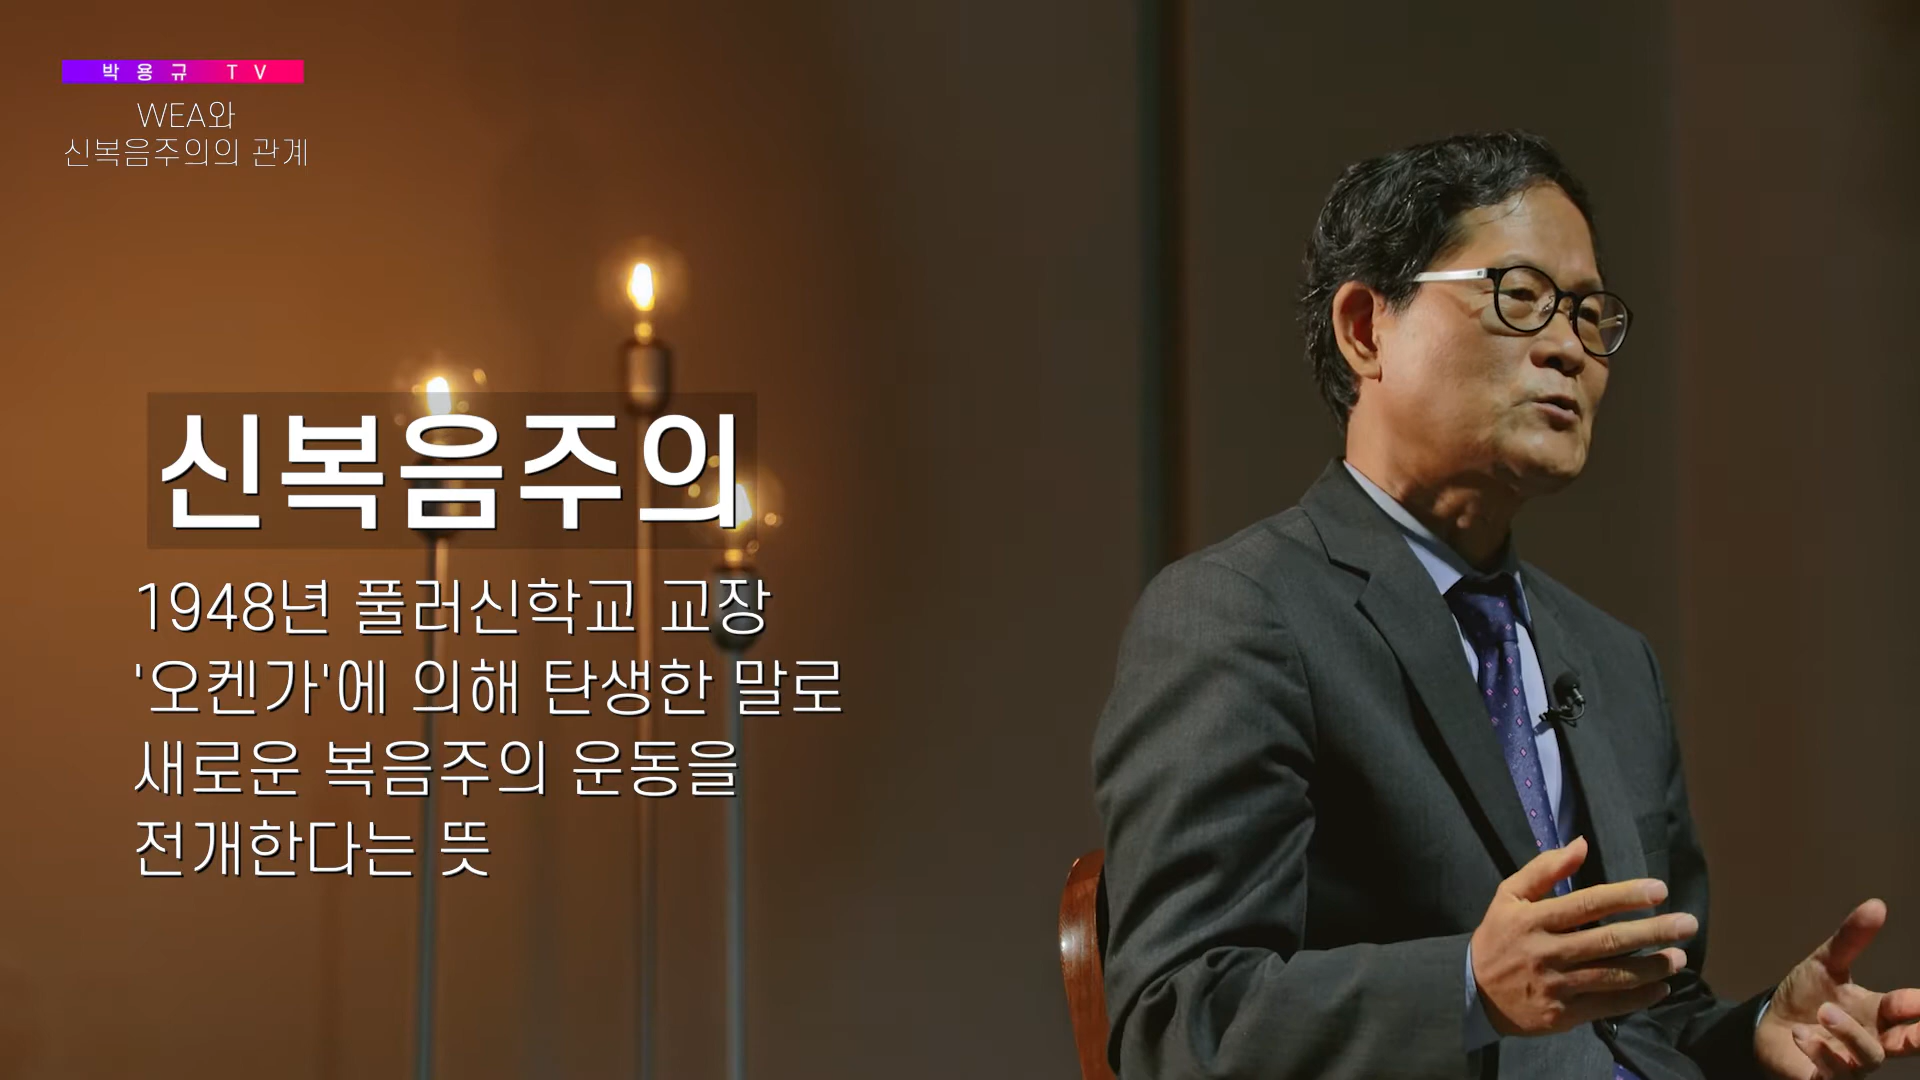 박용규 TV
WEA와
신복음주의의 관계
신복음주의
1948년 풀러신학교 교장
'오켄가'에 의해 탄생한 말로
새로운 복음주의 운동을
전개한다는 뜻